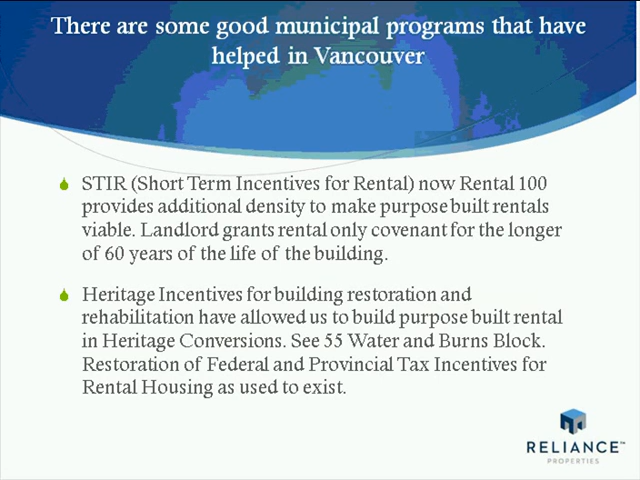 There are some good municipal programs that have
helped in Vancouver
STIR (Short Term Incentives for Rental) now Rental 100
provides additional density to make purpose built rentals
viable. Landlord grants rental only covenant for the longer
of 60 years of the life of the building.
Heritage Incentives for building restoration and
rehabilitation have allowed us to build purpose built rental
in Heritage Conversions. See 55 Water and Burns Block.
Restoration of Federal and Provincial Tax Incentives for
Rental Housing as used to exist.
RELIANCE™
PROPERTIES